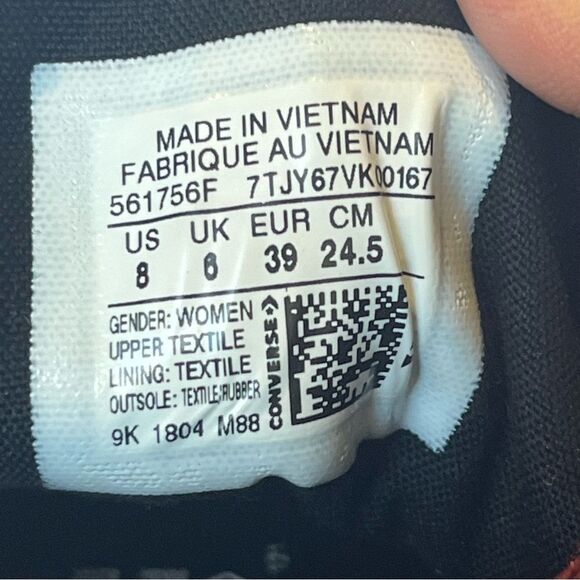 MADE IN VIETNAM
FABRIQUE AU VIETNAM
561756F 7TJY67VK00167
US UK EUR CM
8 6 39 24.5
GENDER: WOMEN
UPPER TEXTILE
LINING: TEXTILE
OUTSOLE: TEXTILE;RUBBER
9K 1804 M88
CONVERSE